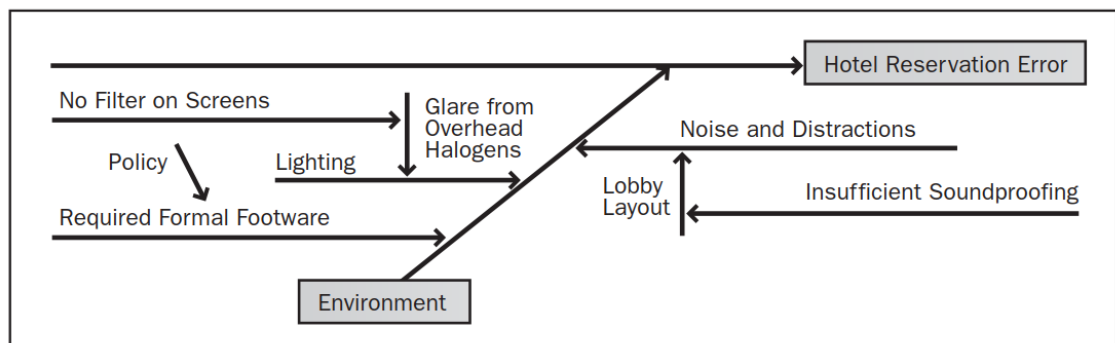 Hotel Reservation Error
No Filter on Screens
Glare from
Overhead
Halogens
Noise and Distractions
Policy
Lighting
Lobby
Layout
Insufficient Soundproofing
Required Formal Footware
Environment